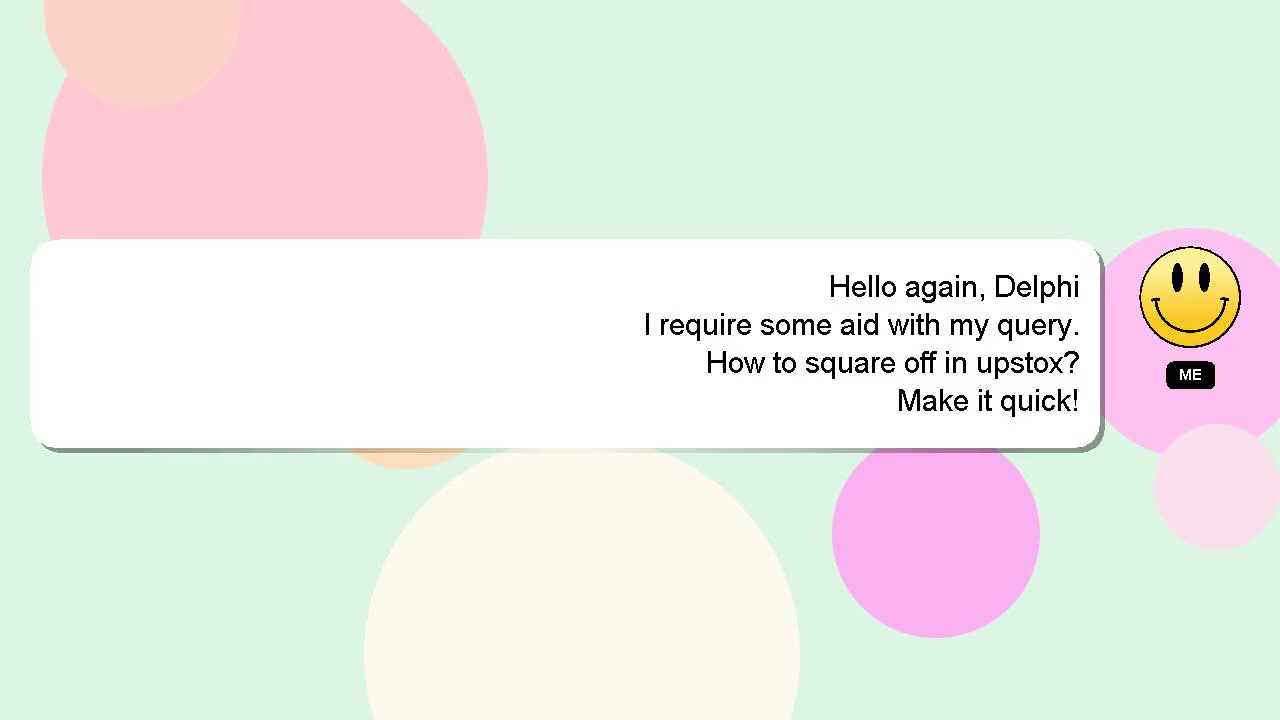 Hello again, Delphi
I require some aid with my query.
How to square off in upstox?
Make it quick!
ME